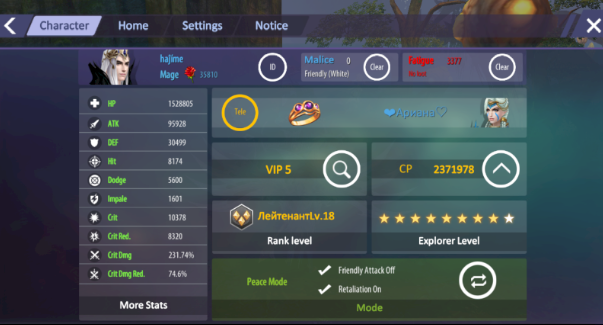 Character
Home
Settings
Notice
hajime
Mage 35810
ID
Malice 0
Friendly (White)
Clear
Fatigue 3377
Clear
HP 1528805
ATK 95928
DEF 30499
Hit 8174
Dodge 5600
Impale 1601
Crit 10378
Crit Red. 8320
Crit Dmg 231.74%
Crit Dmg Red. 74.6%
More Stats
Tele
❤Ариана♡
VIP 5
CP 2371978
ЛейтенантLv.18
Rank level
Explorer Level
Peace Mode
Friendly Attack Off
Retaliation On
Mode